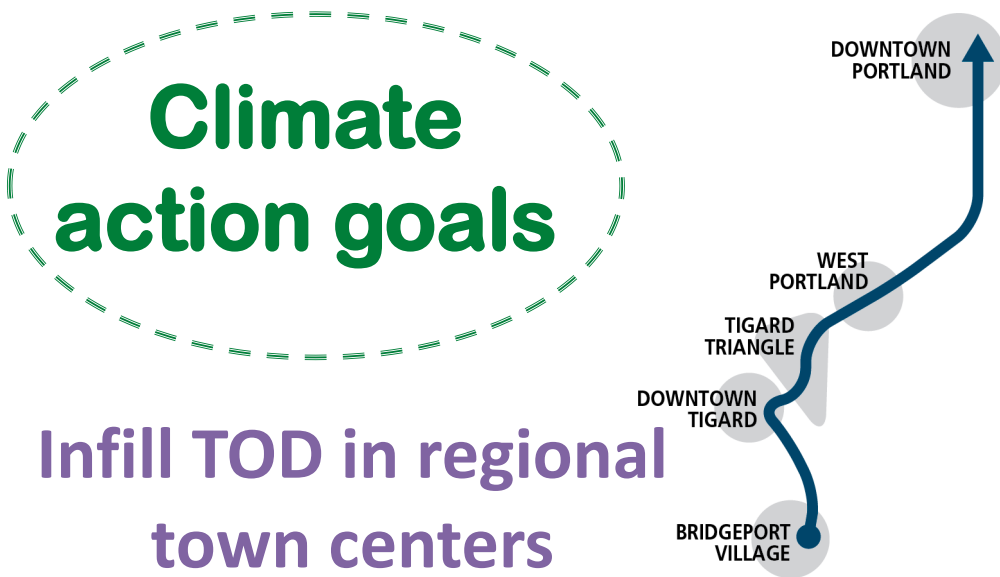 Climate
action goals
Infill TOD in regional
town centers
DOWNTOWN
PORTLAND
WEST
PORTLAND
TIGARD
TRIANGLE
DOWNTOWN
TIGARD
BRIDGEPORT
VILLAGE